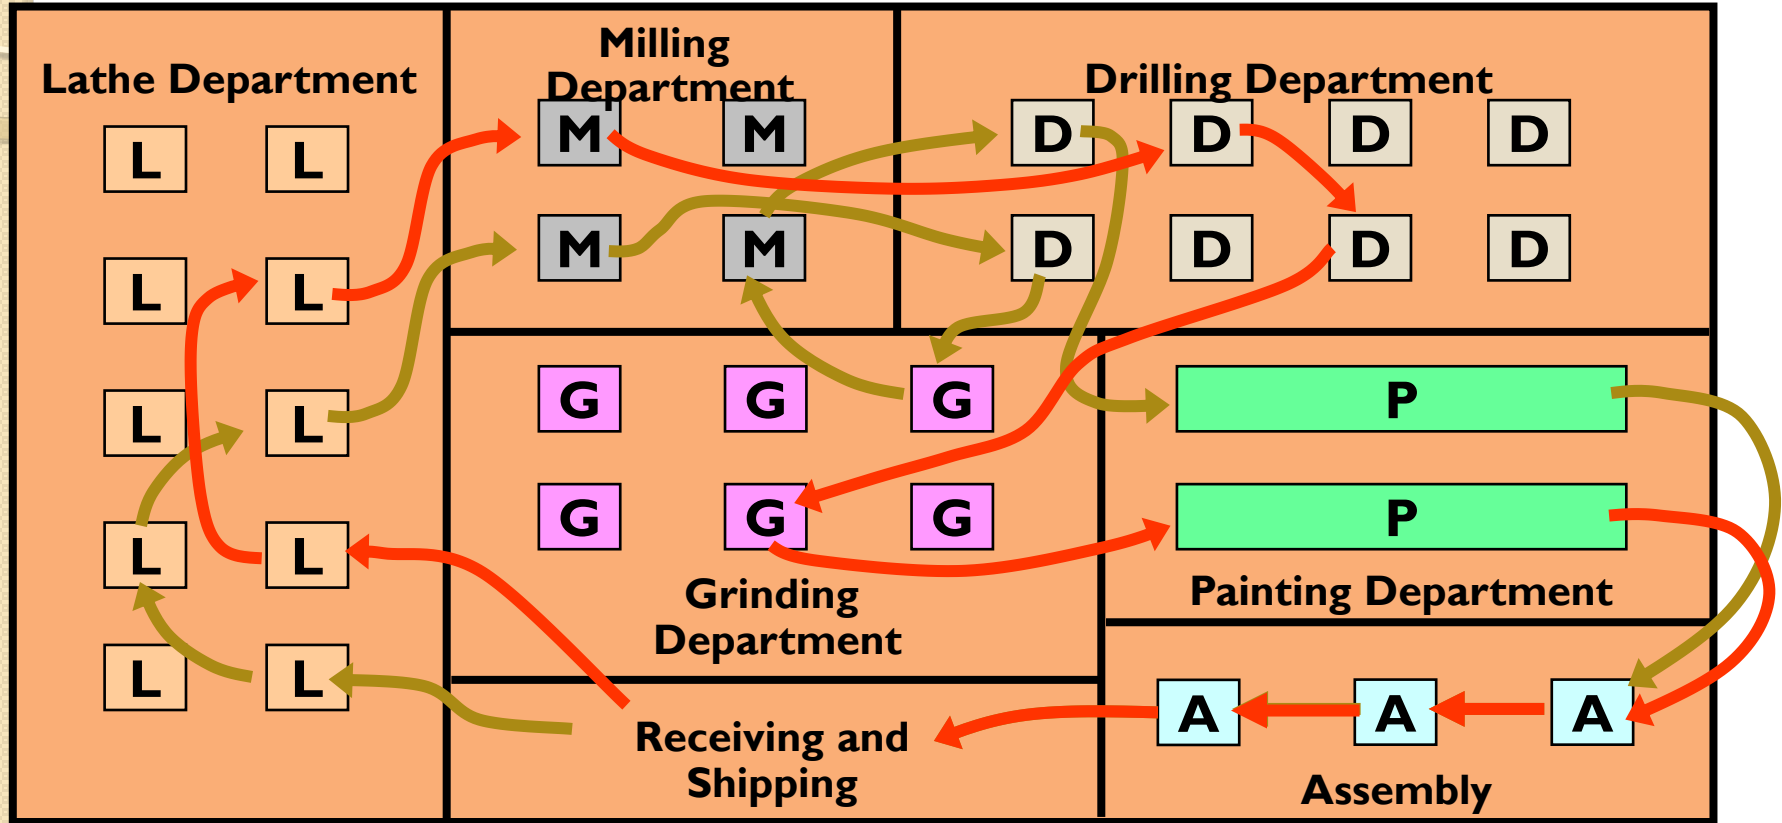 Lathe Department
Milling
Department
Drilling Department
L L
M M
D D D D
L L
M M
D D D D
L L
G G G
P
L L
G G G
P
Grinding
Department
Painting Department
L L
Receiving and
Shipping
A A A
Assembly